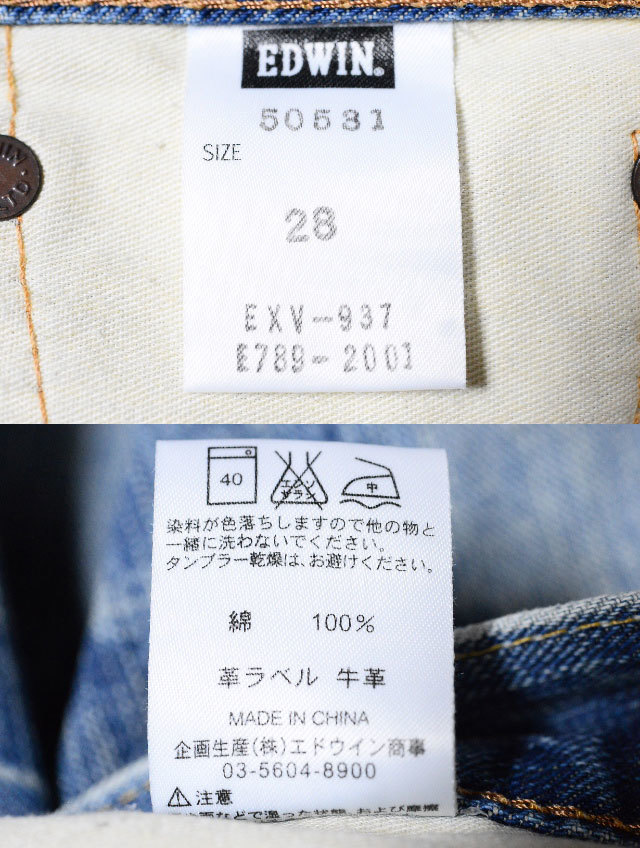 EDWIN®
50531
SIZE
28
EXV-937
E789-2001
40
エンソ
サラシ
中
染料が色落ちしますので他の物と
一緒に洗わないでください。
タンブラー乾燥は、お避けください。
綿 100%
革ラベル 牛革
MADE IN CHINA
企画生産(株)エドウイン商事
03-5604-8900
注意